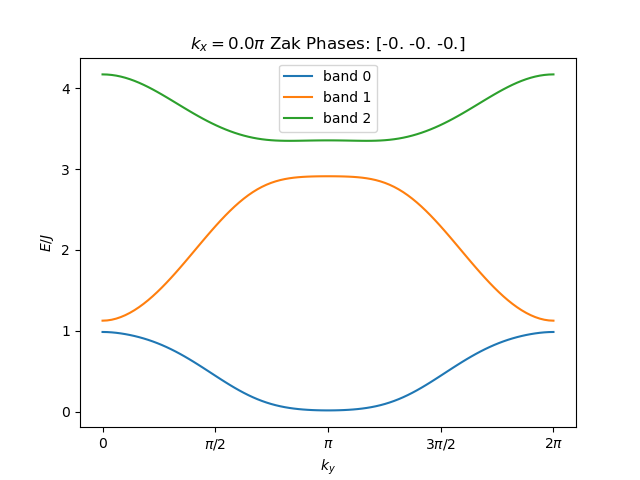 $k_x = 0.0\pi$ Zak Phases: [-0. -0. -0.]
band 0
band 1
band 2
E/J
4
3
2
1
0
0
π/2
π
3π/2
2π
$k_y$